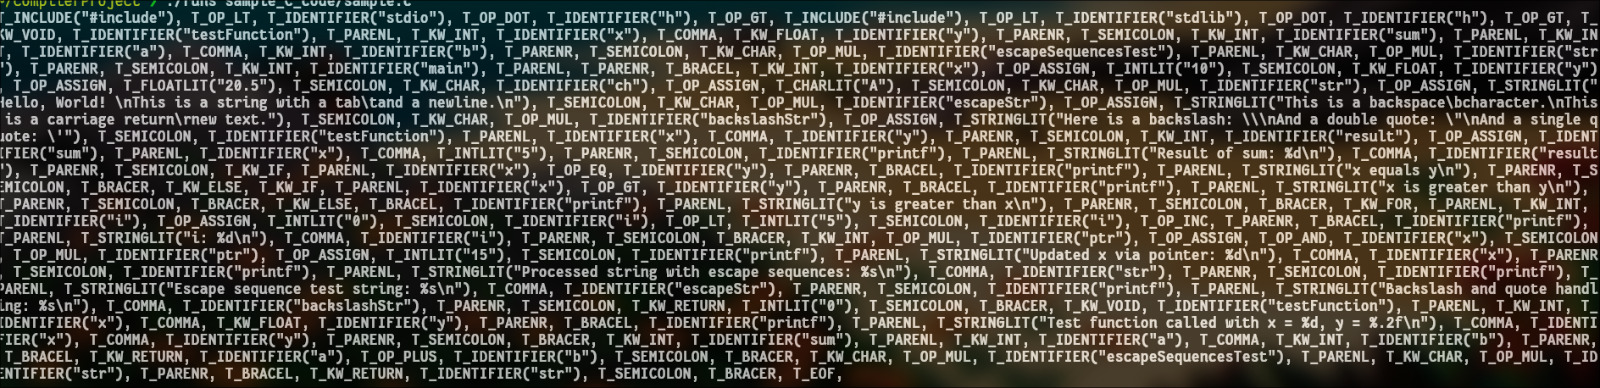 /CompilerProject > ./runs sample_C_code/sample.c
T_INCLUDE("#include"), T_OP_LT, T_IDENTIFIER("stdio"), T_OP_DOT, T_IDENTIFIER("h"), T_OP_GT, T_INCLUDE("#include"), T_OP_LT, T_IDENTIFIER("stdlib"), T_OP_DOT, T_IDENTIFIER("h"), T_OP_GT, T_
KW_VOID, T_IDENTIFIER("testFunction"), T_PARENL, T_KW_INT, T_IDENTIFIER("x"), T_COMMA, T_KW_FLOAT, T_IDENTIFIER("y"), T_PARENR, T_SEMICOLON, T_KW_INT, T_IDENTIFIER("sum"), T_PARENL, T_KW_IN
T, T_IDENTIFIER("a"), T_COMMA, T_KW_INT, T_IDENTIFIER("b"), T_PARENR, T_SEMICOLON, T_KW_CHAR, T_OP_MUL, T_IDENTIFIER("escapeSequencesTest"), T_PARENL, T_KW_CHAR, T_OP_MUL, T_IDENTIFIER("str
"), T_PARENR, T_SEMICOLON, T_KW_INT, T_IDENTIFIER("main"), T_PARENL, T_PARENR, T_BRACEL, T_KW_INT, T_IDENTIFIER("x"), T_OP_ASSIGN, T_INTLIT("10"), T_SEMICOLON, T_KW_FLOAT, T_IDENTIFIER("y")
, T_OP_ASSIGN, T_FLOATLIT("20.5"), T_SEMICOLON, T_KW_CHAR, T_IDENTIFIER("ch"), T_OP_ASSIGN, T_CHARLIT("A"), T_SEMICOLON, T_KW_CHAR, T_OP_MUL, T_IDENTIFIER("str"), T_OP_ASSIGN, T_STRINGLIT("
Hello, World! \nThis is a string with a tab\tand a newline.\n"), T_SEMICOLON, T_KW_CHAR, T_OP_MUL, T_IDENTIFIER("escapeStr"), T_OP_ASSIGN, T_STRINGLIT("This is a backspace\bcharacter.\nThis
is a carriage return\rnew text."), T_SEMICOLON, T_KW_CHAR, T_OP_MUL, T_IDENTIFIER("backslashStr"), T_OP_ASSIGN, T_STRINGLIT("Here is a backslash: \\\nAnd a double quote: \"\nAnd a single q
uote: \'"), T_SEMICOLON, T_IDENTIFIER("testFunction"), T_PARENL, T_IDENTIFIER("x"), T_COMMA, T_IDENTIFIER("y"), T_PARENR, T_SEMICOLON, T_KW_INT, T_IDENTIFIER("result"), T_OP_ASSIGN, T_IDENT
IFIER("sum"), T_PARENL, T_IDENTIFIER("x"), T_COMMA, T_INTLIT("5"), T_PARENR, T_SEMICOLON, T_IDENTIFIER("printf"), T_PARENL, T_STRINGLIT("Result of sum: %d\n"), T_COMMA, T_IDENTIFIER("result
"), T_PARENR, T_SEMICOLON, T_KW_IF, T_PARENL, T_IDENTIFIER("x"), T_OP_EQ, T_IDENTIFIER("y"), T_PARENR, T_BRACEL, T_IDENTIFIER("printf"), T_PARENL, T_STRINGLIT("x equals y\n"), T_PARENR, T_S
EMICOLON, T_BRACER, T_KW_ELSE, T_KW_IF, T_PARENL, T_IDENTIFIER("x"), T_OP_GT, T_IDENTIFIER("y"), T_PARENR, T_BRACEL, T_IDENTIFIER("printf"), T_PARENL, T_STRINGLIT("x is greater than y\n"),
T_PARENR, T_SEMICOLON, T_BRACER, T_KW_ELSE, T_BRACEL, T_IDENTIFIER("printf"), T_PARENL, T_STRINGLIT("y is greater than x\n"), T_PARENR, T_SEMICOLON, T_BRACER, T_KW_FOR, T_PARENL, T_KW_INT,
T_IDENTIFIER("i"), T_OP_ASSIGN, T_INTLIT("0"), T_SEMICOLON, T_IDENTIFIER("i"), T_OP_LT, T_INTLIT("5"), T_SEMICOLON, T_IDENTIFIER("i"), T_OP_INC, T_PARENR, T_BRACEL, T_IDENTIFIER("printf"),
T_PARENL, T_STRINGLIT("i: %d\n"), T_COMMA, T_IDENTIFIER("i"), T_PARENR, T_SEMICOLON, T_BRACER, T_KW_INT, T_OP_MUL, T_IDENTIFIER("ptr"), T_OP_ASSIGN, T_OP_AND, T_IDENTIFIER("x"), T_SEMICOLON
, T_OP_MUL, T_IDENTIFIER("ptr"), T_OP_ASSIGN, T_INTLIT("15"), T_SEMICOLON, T_IDENTIFIER("printf"), T_PARENL, T_STRINGLIT("Updated x via pointer: %d\n"), T_COMMA, T_IDENTIFIER("x"), T_PARENR
, T_SEMICOLON, T_IDENTIFIER("printf"), T_PARENL, T_STRINGLIT("Processed string with escape sequences: %s\n"), T_COMMA, T_IDENTIFIER("str"), T_PARENR, T_SEMICOLON, T_IDENTIFIER("printf"), T_
PARENL, T_STRINGLIT("Escape sequence test string: %s\n"), T_COMMA, T_IDENTIFIER("escapeStr"), T_PARENR, T_SEMICOLON, T_IDENTIFIER("printf"), T_PARENL, T_STRINGLIT("Backslash and quote handl
ing: %s\n"), T_COMMA, T_IDENTIFIER("backslashStr"), T_PARENR, T_SEMICOLON, T_KW_RETURN, T_INTLIT("0"), T_SEMICOLON, T_BRACER, T_KW_VOID, T_IDENTIFIER("testFunction"), T_PARENL, T_KW_INT, T_
IDENTIFIER("x"), T_COMMA, T_KW_FLOAT, T_IDENTIFIER("y"), T_PARENR, T_BRACEL, T_IDENTIFIER("printf"), T_PARENL, T_STRINGLIT("Test function called with x = %d, y = %.2f\n"), T_COMMA, T_IDENTI
FIER("x"), T_COMMA, T_IDENTIFIER("y"), T_PARENR, T_SEMICOLON, T_BRACER, T_KW_INT, T_IDENTIFIER("sum"), T_PARENL, T_KW_INT, T_IDENTIFIER("a"), T_COMMA, T_KW_INT, T_IDENTIFIER("b"), T_PARENR,
T_BRACEL, T_KW_RETURN, T_IDENTIFIER("a"), T_OP_PLUS, T_IDENTIFIER("b"), T_SEMICOLON, T_BRACER, T_KW_CHAR, T_OP_MUL, T_IDENTIFIER("escapeSequencesTest"), T_PARENL, T_KW_CHAR, T_OP_MUL, T_ID
ENTIFIER("str"), T_PARENR, T_BRACEL, T_KW_RETURN, T_IDENTIFIER("str"), T_SEMICOLON, T_BRACER, T_EOF,